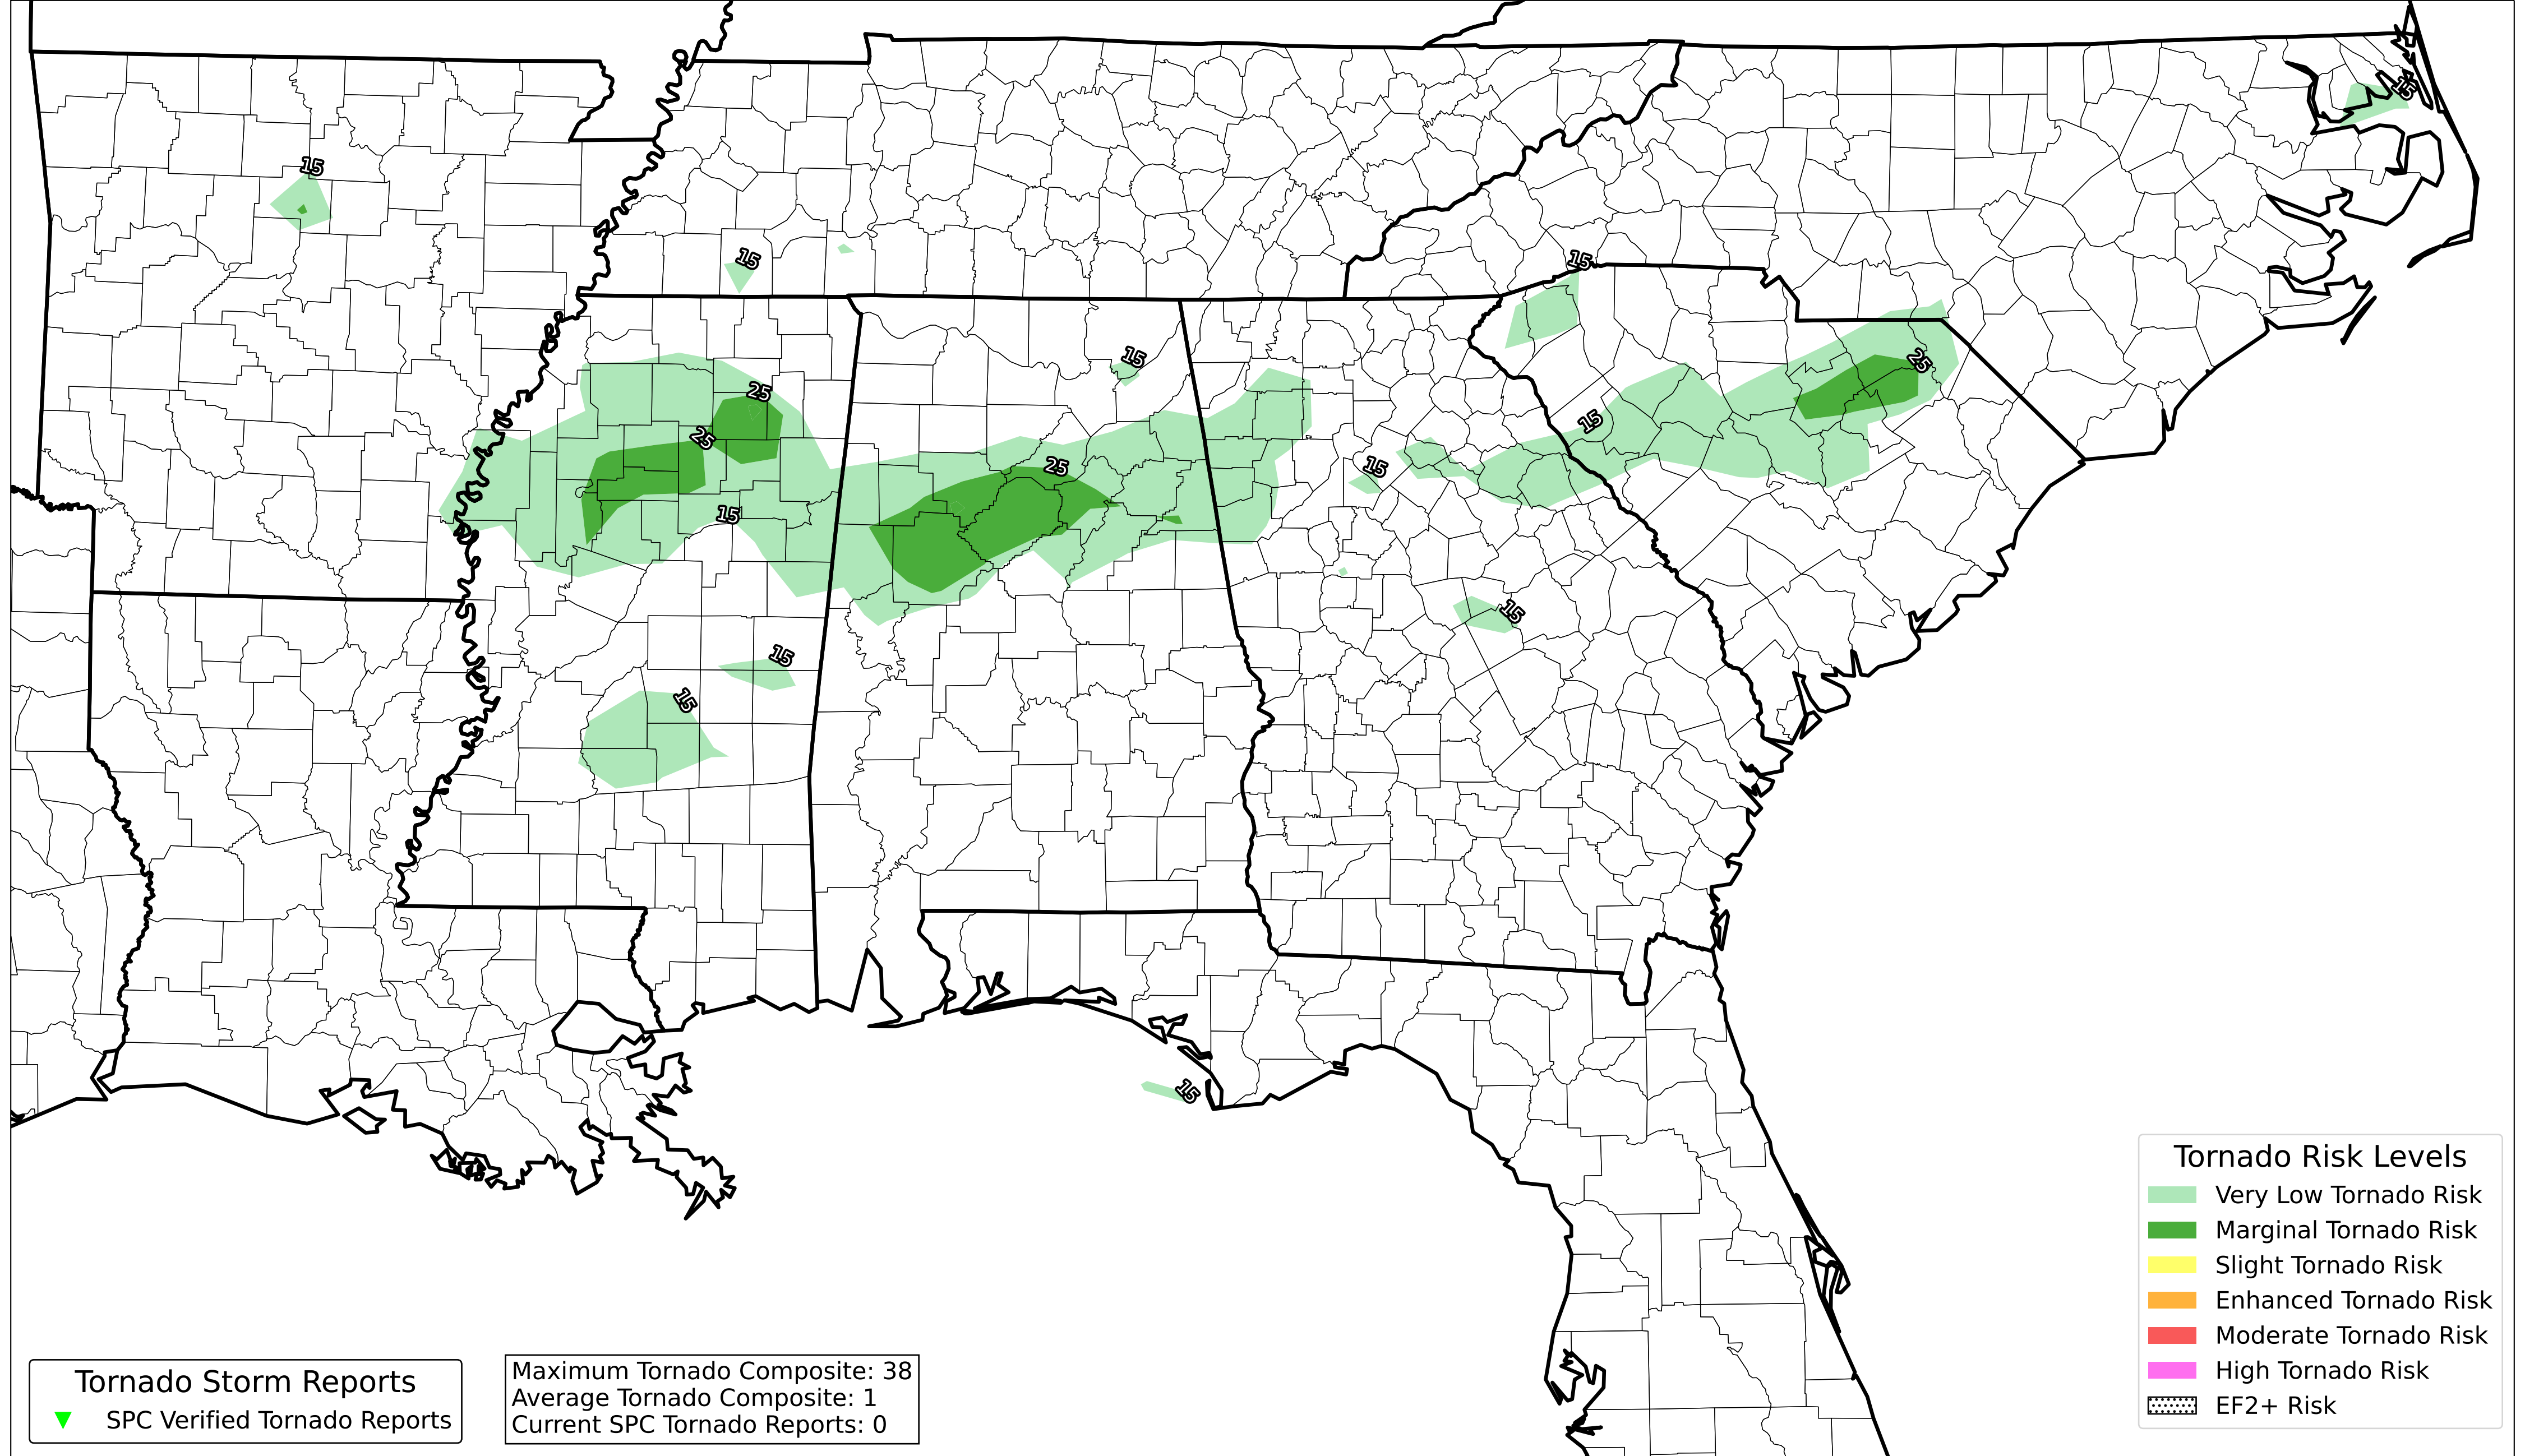 15
15
15
15
15
25
25
15
25
25
15
25
15
15
15
15
15
15
Tornado Storm Reports
SPC Verified Tornado Reports
Maximum Tornado Composite: 38
Average Tornado Composite: 1
Current SPC Tornado Reports: 0
Tornado Risk Levels
Very Low Tornado Risk
Marginal Tornado Risk
Slight Tornado Risk
Enhanced Tornado Risk
Moderate Tornado Risk
High Tornado Risk
EF2+ Risk